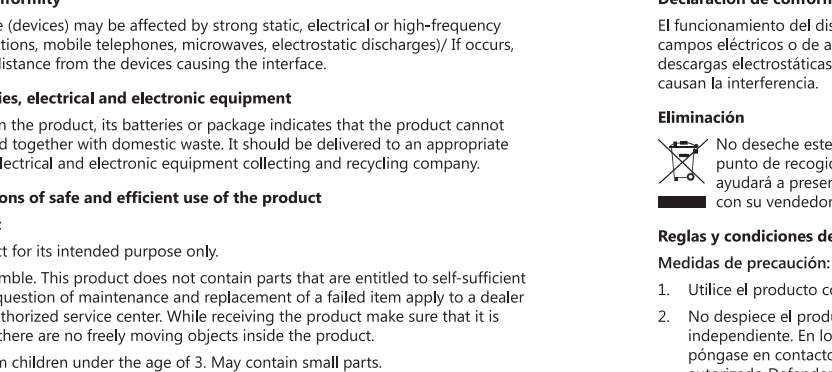 e (devices) may be affected by strong static, electrical or high-frequency
tions, mobile telephones, microwaves, electrostatic discharges)/ If occurs,
distance from the devices causing the interface.
ies, electrical and electronic equipment
n the product, its batteries or package indicates that the product cannot
d together with domestic waste. It should be delivered to an appropriate
lectrical and electronic equipment collecting and recycling company.
ons of safe and efficient use of the product
:
ct for its intended purpose only.
mble. This product does not contain parts that are entitled to self-sufficient
question of maintenance and replacement of a failed item apply to a dealer
thorized service center. While receiving the product make sure that it is
there are no freely moving objects inside the product.
m children under the age of 3. May contain small parts.
El funcionamiento del dis
campos eléctricos o de a
descargas electrostáticas
causan la interferencia.
Eliminación
No deseche este
punto de recogid
ayudará a preser
con su vendedor
Reglas y condiciones de
Medidas de precaución:
1. Utilice el producto co
2. No despiece el produ
independiente. En lo
póngase en contacto